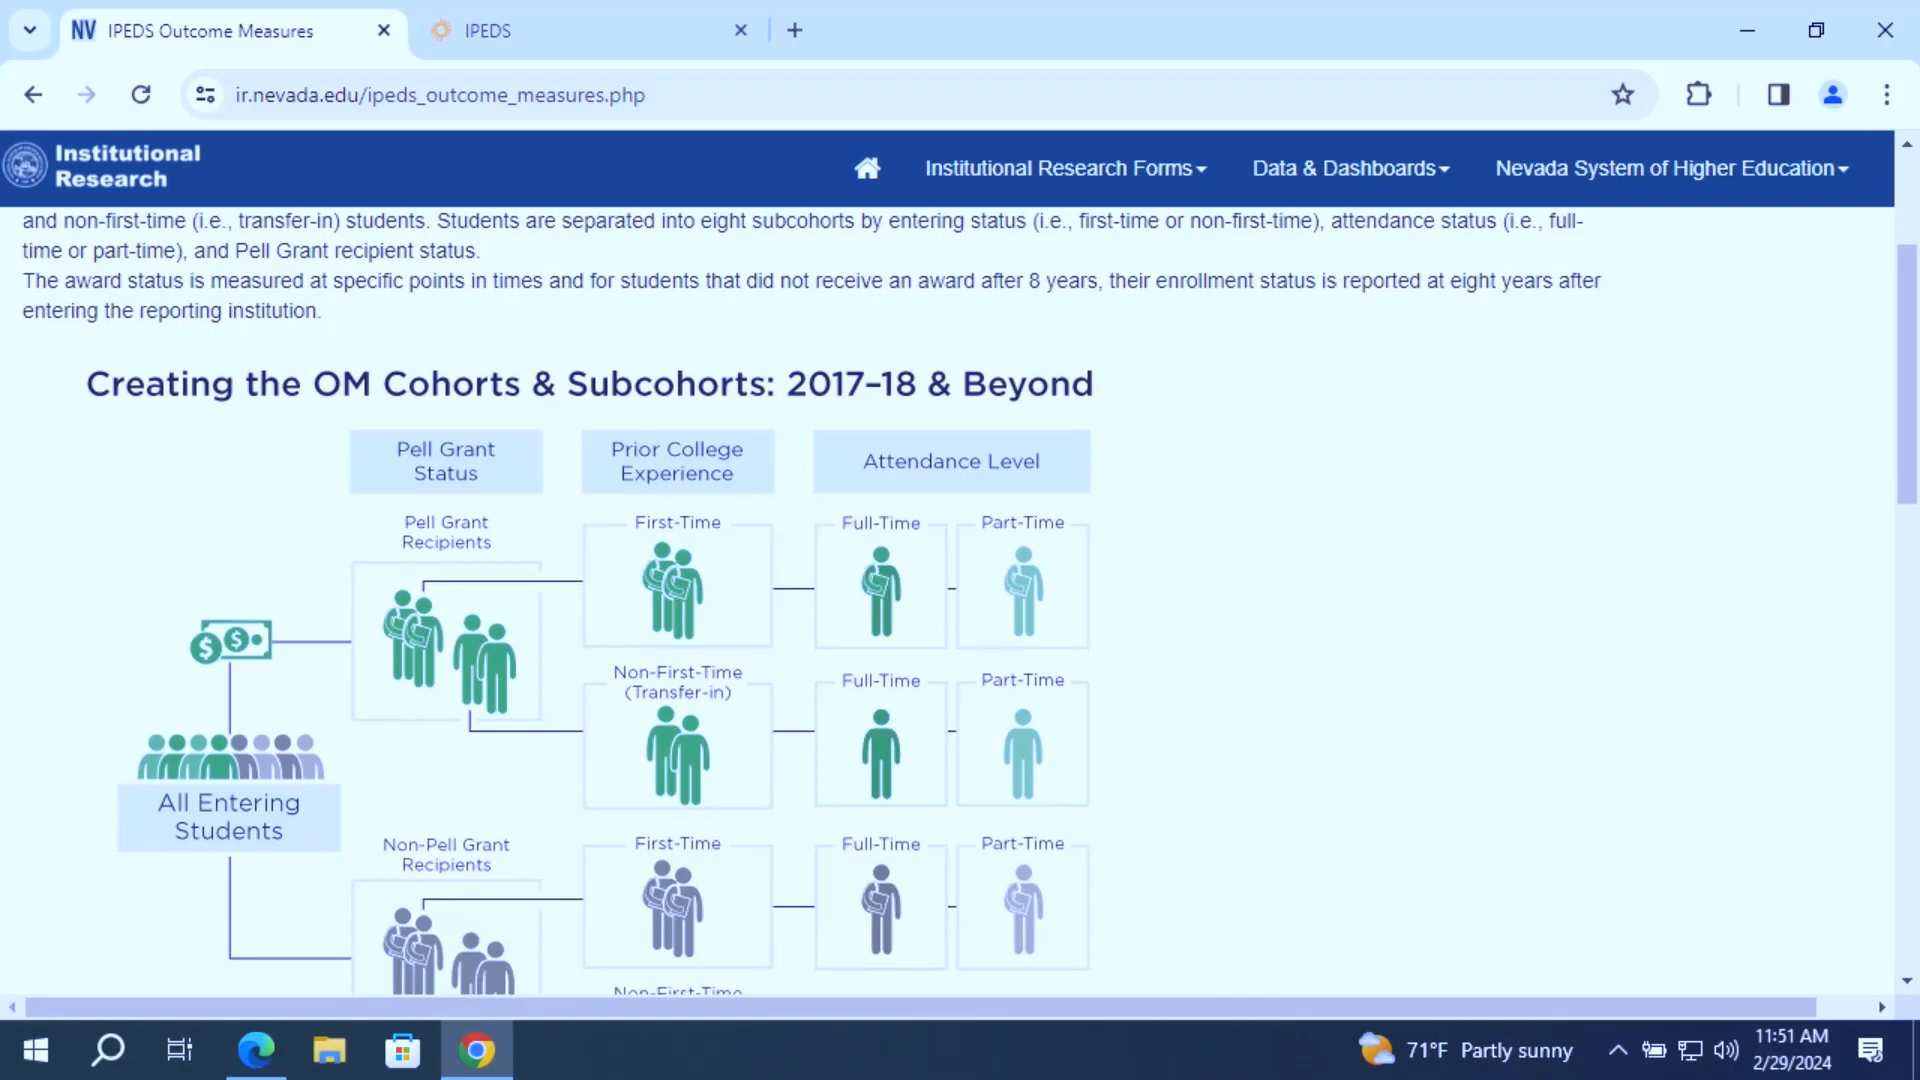 IPEDS Outcome Measures
IPEDS
ir.nevada.edu/ipeds_outcome_measures.php
Institutional
Research
Institutional Research Forms
Data & Dashboards
Nevada System of Higher Education
and non-first-time (i.e., transfer-in) students. Students are separated into eight subcohorts by entering status (i.e., first-time or non-first-time), attendance status (i.e., full-
time or part-time), and Pell Grant recipient status.
The award status is measured at specific points in times and for students that did not receive an award after 8 years, their enrollment status is reported at eight years after
entering the reporting institution.
Creating the OM Cohorts & Subcohorts: 2017–18 & Beyond
Pell Grant
Status
Prior College
Experience
Attendance Level
Pell Grant
Recipients
First-Time
Full-Time
Part-Time
Non-First-Time
(Transfer-in)
Full-Time
Part-Time
All Entering
Students
Non-Pell Grant
Recipients
First-Time
Full-Time
Part-Time
Non-First-Time
71°F Partly sunny
11:51 AM
2/29/2024